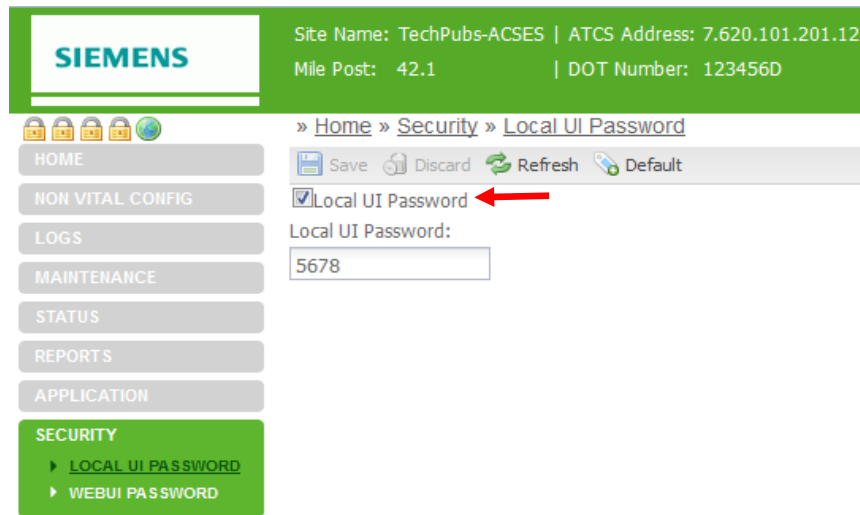 SIEMENS
Site Name: TechPubs-ACSES | ATCS Address: 7.620.101.201.12
Mile Post: 42.1 | DOT Number: 123456D
» Home » Security » Local UI Password
Save Discard Refresh Default
HOME
NON VITAL CONFIG
LOGS
MAINTENANCE
STATUS
REPORTS
APPLICATION
SECURITY
LOCAL UI PASSWORD
WEBUI PASSWORD
Local UI Password
Local UI Password:
5678